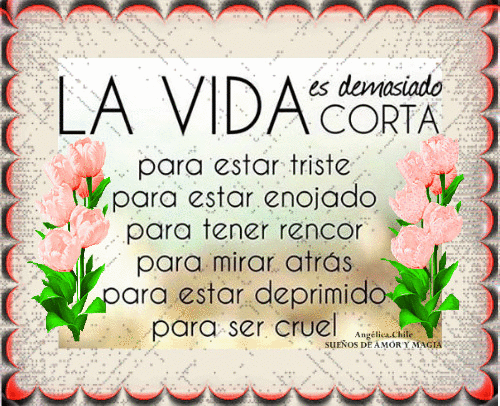 LA VIDA es demasiado
CORTA
para estar triste
para estar enojado
para tener rencor
para mirar atrás
para estar deprimido
para ser cruel
Angélica.Chile
SUEÑOS DE AMOR Y MAGIA